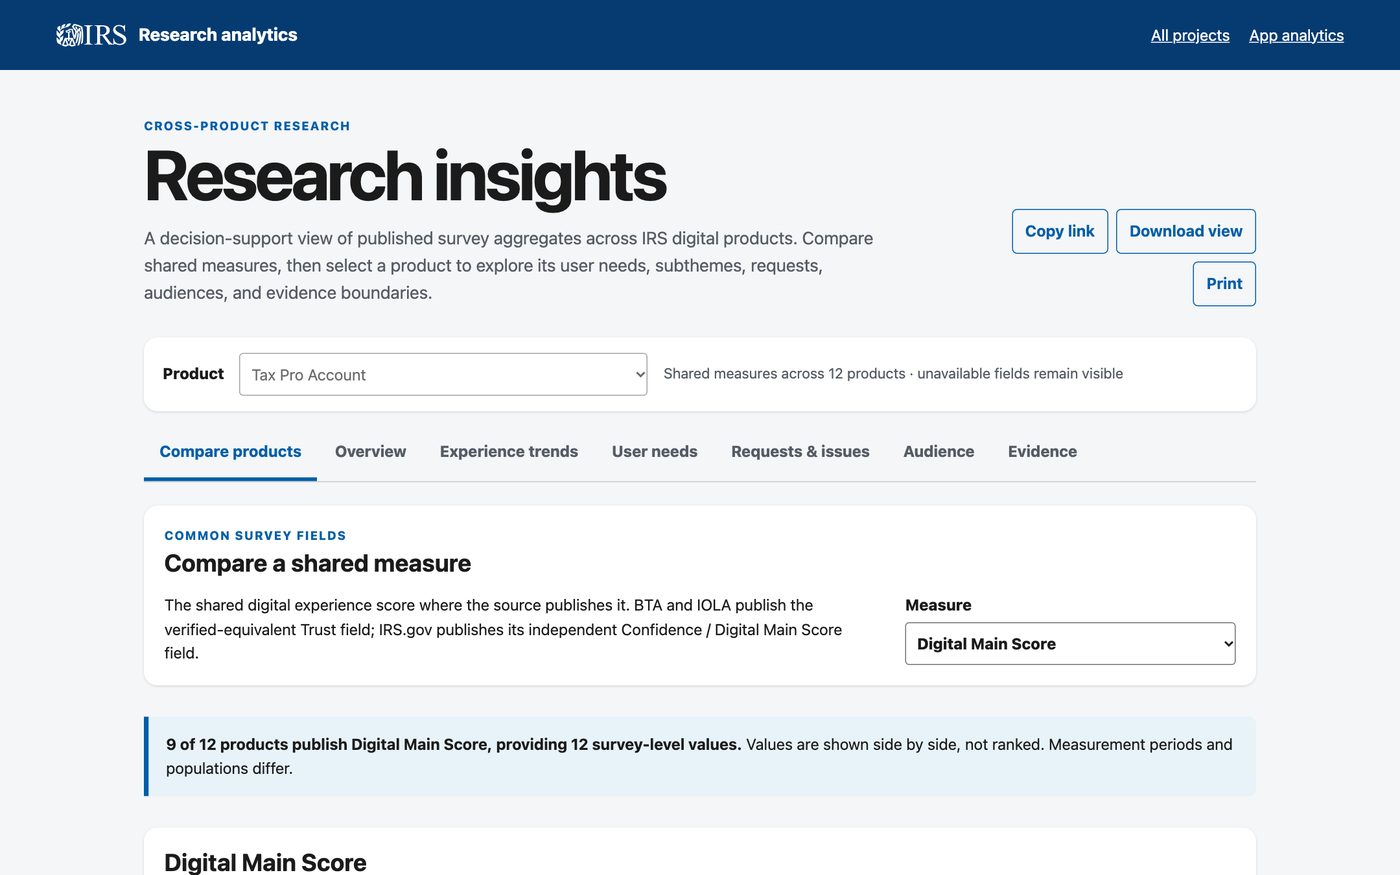 IRS Research analytics
All projects App analytics
CROSS-PRODUCT RESEARCH
Research insights
A decision-support view of published survey aggregates across IRS digital products. Compare
shared measures, then select a product to explore its user needs, subthemes, requests,
audiences, and evidence boundaries.
Copy link Download view
Print
Product Tax Pro Account Shared measures across 12 products · unavailable fields remain visible
Compare products Overview Experience trends User needs Requests & issues Audience Evidence
COMMON SURVEY FIELDS
Compare a shared measure
The shared digital experience score where the source publishes it. BTA and IOLA publish the
verified-equivalent Trust field; IRS.gov publishes its independent Confidence / Digital Main Score
field.
Measure
Digital Main Score
9 of 12 products publish Digital Main Score, providing 12 survey-level values. Values are shown side by side, not ranked. Measurement periods and
populations differ.
Digital Main Score